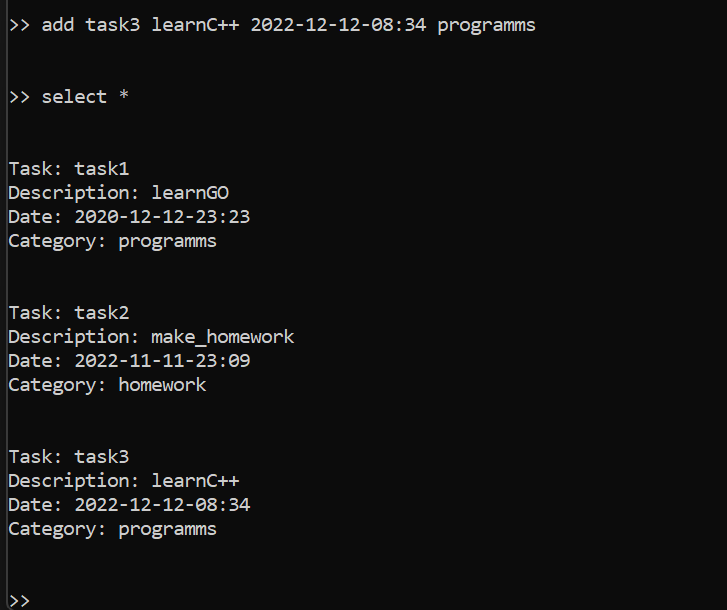 >> add task3 learnC++ 2022-12-12-08:34 programms
>> select *
Task: task1
Description: learnGO
Date: 2020-12-12-23:23
Category: programms
Task: task2
Description: make_homework
Date: 2022-11-11-23:09
Category: homework
Task: task3
Description: learnC++
Date: 2022-12-12-08:34
Category: programms
>>